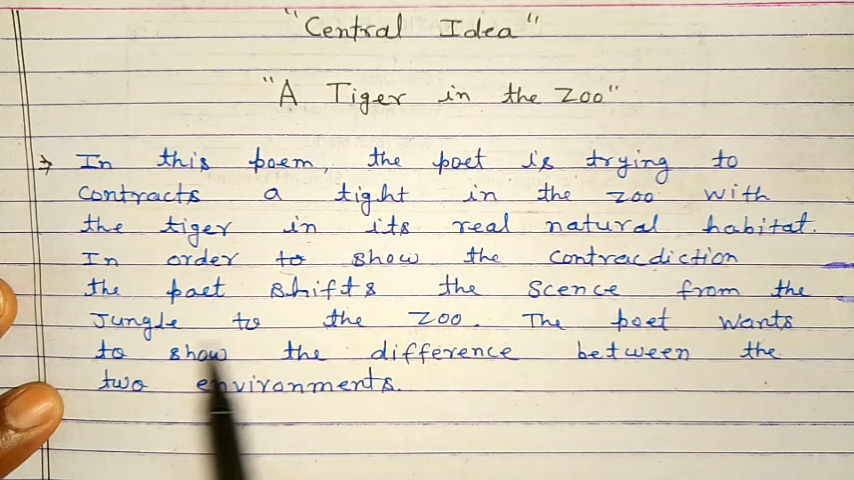 "Central Idea"
"A Tiger in the Zoo"
→ In this poem, the poet is trying to
contracts a tight in the zoo with
the tiger in its real natural habitat.
In order to show the contracdiction
the poet shifts the Scence from the
Jungle to the Zoo. The poet wants
to show the difference between the
two environments.